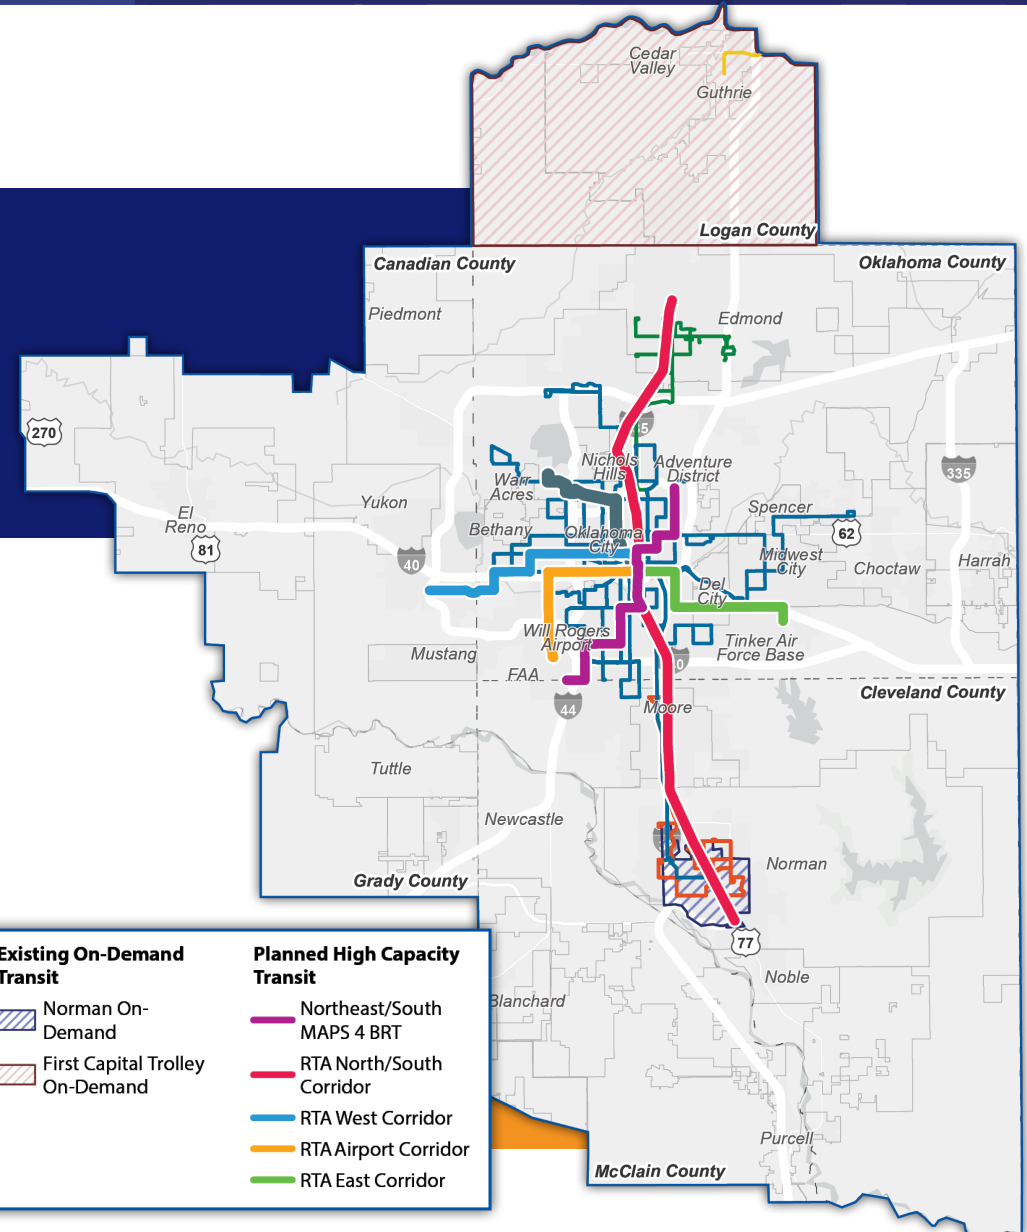 Cedar
Valley
Guthrie
Logan County
Canadian County
Oklahoma County
Piedmont
Edmond
270
35
Nichols
Hills
Adventure
District
335
Warr
Acres
Yukon
El
Reno
Spencer
81
Bethany
Oklahoma
City
62
40
Midwest
City
Choctaw
Harrah
Del
City
Will Rogers
Airport
Tinker Air
Force Base
Mustang
FAA
40
Cleveland County
44
Moore
Tuttle
Newcastle
Norman
Grady County
77
Noble
Blanchard
Purcell
McClain County
Existing On-Demand
Transit
Norman On-
Demand
First Capital Trolley
On-Demand
Planned High Capacity
Transit
Northeast/South
MAPS 4 BRT
RTA North/South
Corridor
RTA West Corridor
RTA Airport Corridor
RTA East Corridor